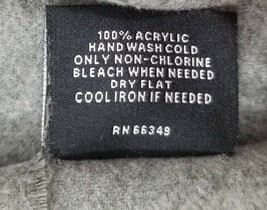 100% ACRYLIC
HAND WASH COLD
ONLY NON-CHLORINE
BLEACH WHEN NEEDED
DRY FLAT
COOL IRON IF NEEDED
RN 66349